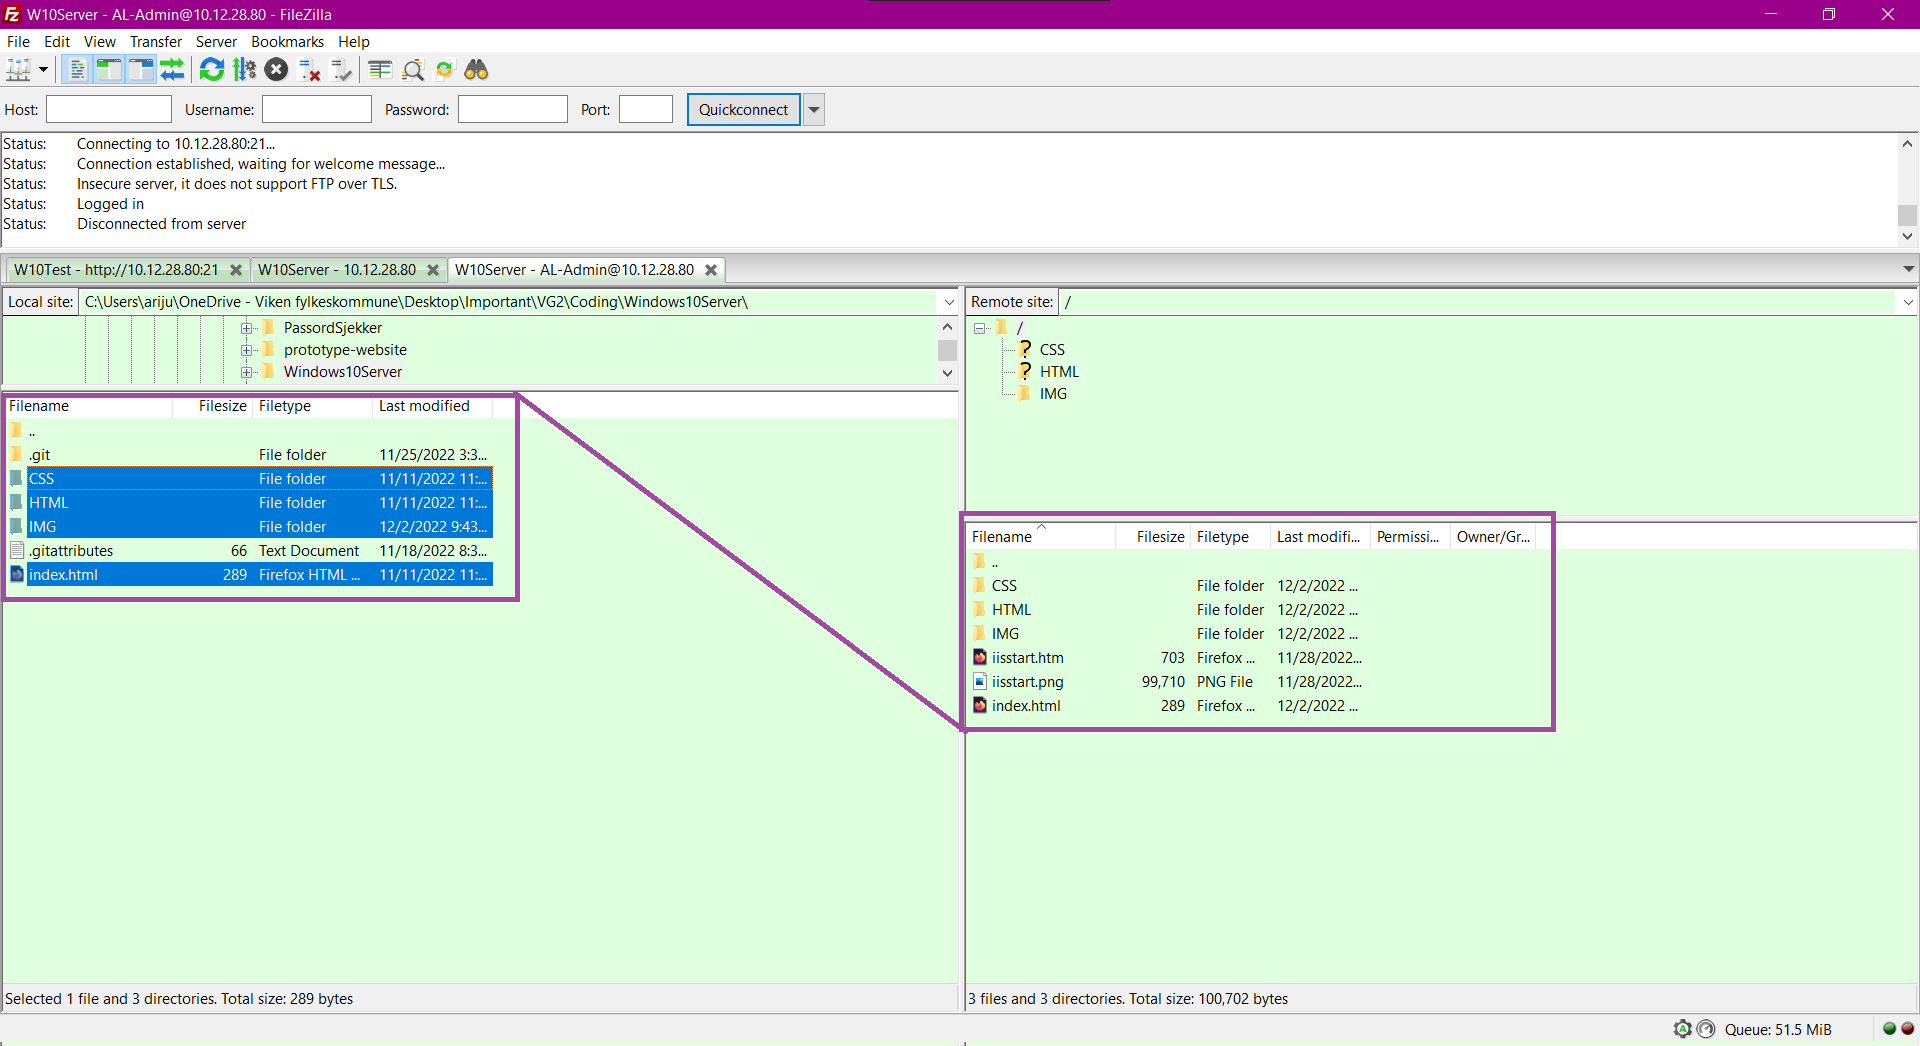 W10Server - AL-Admin@10.12.28.80 - FileZilla
File Edit View Transfer Server Bookmarks Help
Host: Username: Password: Port: Quickconnect
Status: Connecting to 10.12.28.80:21...
Status: Connection established, waiting for welcome message...
Status: Insecure server, it does not support FTP over TLS.
Status: Logged in
Status: Disconnected from server
W10Test - http://10.12.28.80:21 W10Server - 10.12.28.80 W10Server - AL-Admin@10.12.28.80
Local site: C:\Users\ariju\OneDrive - Viken fylkeskommune\Desktop\Important\VG2\Coding\Windows10Server\
PassordSjekker
prototype-website
Windows10Server
Filename Filesize Filetype Last modified
..
.git File folder 11/25/2022 3:3...
CSS File folder 11/11/2022 11:...
HTML File folder 11/11/2022 11:...
IMG File folder 12/2/2022 9:43...
.gitattributes 66 Text Document 11/18/2022 8:3...
index.html 289 Firefox HTML ... 11/11/2022 11:...
Selected 1 file and 3 directories. Total size: 289 bytes
Remote site: /
/
CSS
HTML
IMG
Filename Filesize Filetype Last modifi... Permissi... Owner/Gr...
..
CSS File folder 12/2/2022 ...
HTML File folder 12/2/2022 ...
IMG File folder 12/2/2022 ...
iisstart.htm 703 Firefox ... 11/28/2022...
iisstart.png 99,710 PNG File 11/28/2022...
index.html 289 Firefox ... 12/2/2022 ...
3 files and 3 directories. Total size: 100,702 bytes
Queue: 51.5 MiB